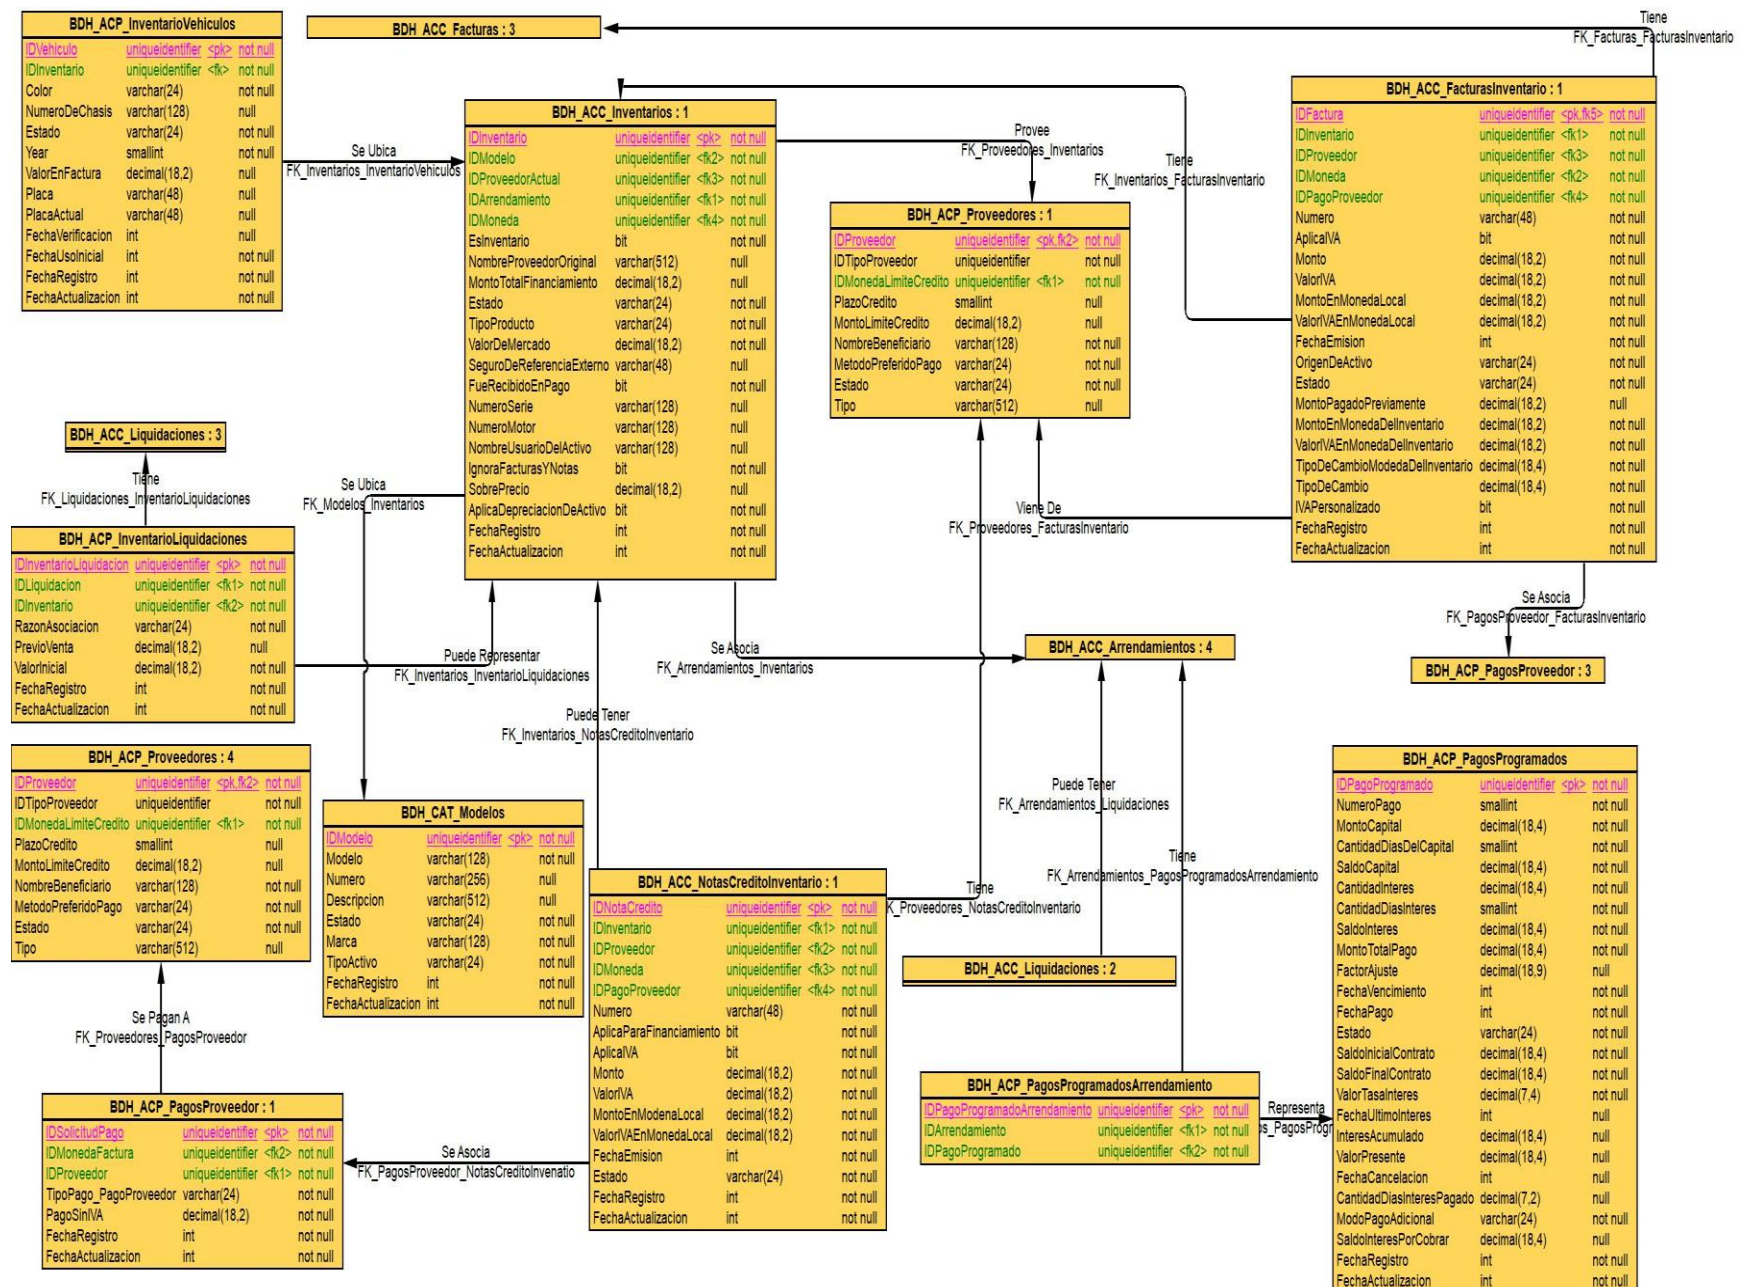 BDH_ACP_InventarioVehiculos
IDVehiculo uniqueidentifier <pk> not null
IDInventario uniqueidentifier <fk> not null
Color varchar(24) not null
NumeroDeChasis varchar(128) null
Estado varchar(24) not null
Year smallint not null
ValorEnFactura decimal(18,2) null
Placa varchar(48) null
PlacaActual varchar(48) null
FechaVerificacion int null
FechaUsoInicial int not null
FechaRegistro int not null
FechaActualizacion int not null
BDH_ACC_Facturas : 3
Tiene
FK_Facturas_FacturasInventario
Se Ubica
FK_Inventarios_InventarioVehiculos
BDH_ACC_Inventarios : 1
IDInventario uniqueidentifier <pk> not null
IDModelo uniqueidentifier <fk2> not null
IDProveedorActual uniqueidentifier <fk3> not null
IDArrendamiento uniqueidentifier <fk1> not null
IDMoneda uniqueidentifier <fk4> not null
EsInventario bit not null
NombreProveedorOriginal varchar(512) null
MontoTotalFinanciamiento decimal(18,2) null
Estado varchar(24) not null
TipoProducto varchar(24) not null
ValorDeMercado decimal(18,2) not null
SeguroDeReferenciaExterno varchar(48) null
FueRecibidoEnPago bit not null
NumeroSerie varchar(128) null
NumeroMotor varchar(128) null
NombreUsuarioDelActivo varchar(128) null
IgnoraFacturasYNotas bit not null
SobrePrecio decimal(18,2) null
AplicaDepreciacionDeActivo bit not null
FechaRegistro int not null
FechaActualizacion int not null
Provee
FK_Proveedores_Inventarios
Tiene
FK_Inventarios_FacturasInventario
BDH_ACP_Proveedores : 1
IDProveedor uniqueidentifier <pk,fk2> not null
IDTipoProveedor uniqueidentifier not null
IDMonedaLimiteCredito uniqueidentifier <fk1> not null
PlazoCredito smallint null
MontoLimiteCredito decimal(18,2) null
NombreBeneficiario varchar(128) not null
MetodoPreferidoPago varchar(24) not null
Estado varchar(24) not null
Tipo varchar(512) null
BDH_ACC_FacturasInventario : 1
IDFactura uniqueidentifier <pk,fk5> not null
IDInventario uniqueidentifier <fk1> not null
IDProveedor uniqueidentifier <fk3> not null
IDMoneda uniqueidentifier <fk2> not null
IDPagoProveedor uniqueidentifier <fk4> not null
Numero varchar(48) not null
AplicaIVA bit not null
Monto decimal(18,2) not null
ValorIVA decimal(18,2) not null
MontoEnMonedaLocal decimal(18,2) not null
ValorIVAEnMonedaLocal decimal(18,2) not null
FechaEmision int not null
OrigenDeActivo varchar(24) not null
Estado varchar(24) not null
MontoPagadoPreviamente decimal(18,2) null
MontoEnMonedaDelInventario decimal(18,2) not null
ValorIVAEnMonedaDelInventario decimal(18,2) not null
TipoDeCambioModedaDelInventario decimal(18,4) not null
TipoDeCambio decimal(18,4) not null
IVAPersonalizado bit not null
FechaRegistro int not null
FechaActualizacion int not null
Viene De
FK_Proveedores_FacturasInventario
Se Asocia
FK_PagosProveedor_FacturasInventario
BDH_ACP_PagosProveedor : 3
BDH_ACC_Liquidaciones : 3
Tiene
FK_Liquidaciones_InventarioLiquidaciones
Se Ubica
FK_Modelos_Inventarios
BDH_ACP_InventarioLiquidaciones
IDInventarioLiquidacion uniqueidentifier <pk> not null
IDLiquidacion uniqueidentifier <fk1> not null
IDInventario uniqueidentifier <fk2> not null
RazonAsociacion varchar(24) not null
PrevioVenta decimal(18,2) null
ValorInicial decimal(18,2) not null
FechaRegistro int not null
FechaActualizacion int not null
Puede Representar
FK_Inventarios_InventarioLiquidaciones
Se Asocia
FK_Arrendamientos_Inventarios
BDH_ACC_Arrendamientos : 4
Puede Tener
FK_Inventarios_NotasCreditoInventario
BDH_ACP_Proveedores : 4
IDProveedor uniqueidentifier <pk,fk2> not null
IDTipoProveedor uniqueidentifier not null
IDMonedaLimiteCredito uniqueidentifier <fk1> not null
PlazoCredito smallint null
MontoLimiteCredito decimal(18,2) null
NombreBeneficiario varchar(128) not null
MetodoPreferidoPago varchar(24) not null
Estado varchar(24) not null
Tipo varchar(512) null
BDH_CAT_Modelos
IDModelo uniqueidentifier <pk> not null
Modelo varchar(128) not null
Numero varchar(256) null
Descripcion varchar(512) null
Estado varchar(24) not null
Marca varchar(128) not null
TipoActivo varchar(24) not null
FechaRegistro int not null
FechaActualizacion int not null
Puede Tener
FK_Arrendamientos_Liquidaciones
Tiene
FK_Arrendamientos_PagosProgramadosArrendamiento
Tiene
K_Proveedores_NotasCreditoInventario
BDH_ACC_NotasCreditoInventario : 1
IDNotaCredito uniqueidentifier <pk> not null
IDInventario uniqueidentifier <fk1> not null
IDProveedor uniqueidentifier <fk2> not null
IDMoneda uniqueidentifier <fk3> not null
IDPagoProveedor uniqueidentifier <fk4> not null
Numero varchar(48) not null
AplicaParaFinanciamiento bit not null
AplicaIVA bit not null
Monto decimal(18,2) not null
ValorIVA decimal(18,2) not null
MontoEnModenaLocal decimal(18,2) not null
ValorIVAEnMonedaLocal decimal(18,2) not null
FechaEmision int not null
Estado varchar(24) not null
FechaRegistro int not null
FechaActualizacion int not null
BDH_ACC_Liquidaciones : 2
BDH_ACP_PagosProgramados
IDPagoProgramado uniqueidentifier <pk> not null
NumeroPago smallint not null
MontoCapital decimal(18,4) not null
CantidadDiasDelCapital smallint not null
SaldoCapital decimal(18,4) not null
CantidadInteres decimal(18,4) not null
CantidadDiasInteres smallint not null
SaldoInteres decimal(18,4) not null
MontoTotalPago decimal(18,4) not null
FactorAjuste decimal(18,9) null
FechaVencimiento int not null
FechaPago int not null
Estado varchar(24) not null
SaldoInicialContrato decimal(18,4) not null
SaldoFinalContrato decimal(18,4) not null
ValorTasaInteres decimal(7,4) not null
FechaUltimoInteres int null
InteresAcumulado decimal(18,4) null
ValorPresente decimal(18,4) null
FechaCancelacion int null
CantidadDiasInteresPagado decimal(7,2) null
ModoPagoAdicional varchar(24) not null
SaldoInteresPorCobrar decimal(18,4) null
FechaRegistro int not null
FechaActualizacion int not null
Se Pagan A
FK_Proveedores_PagosProveedor
BDH_ACP_PagosProveedor : 1
IDSolicitudPago uniqueidentifier <pk> not null
IDMonedaFactura uniqueidentifier <fk2> not null
IDProveedor uniqueidentifier <fk1> not null
TipoPago_PagoProveedor varchar(24) not null
PagoSinIVA decimal(18,2) not null
FechaRegistro int not null
FechaActualizacion int not null
Se Asocia
FK_PagosProveedor_NotasCreditoInvenatio
BDH_ACP_PagosProgramadosArrendamiento
IDPagoProgramadoArrendamiento uniqueidentifier <pk> not null
IDArrendamiento uniqueidentifier <fk1> not null
IDPagoProgramado uniqueidentifier <fk2> not null
Representa
os_PagosProgr